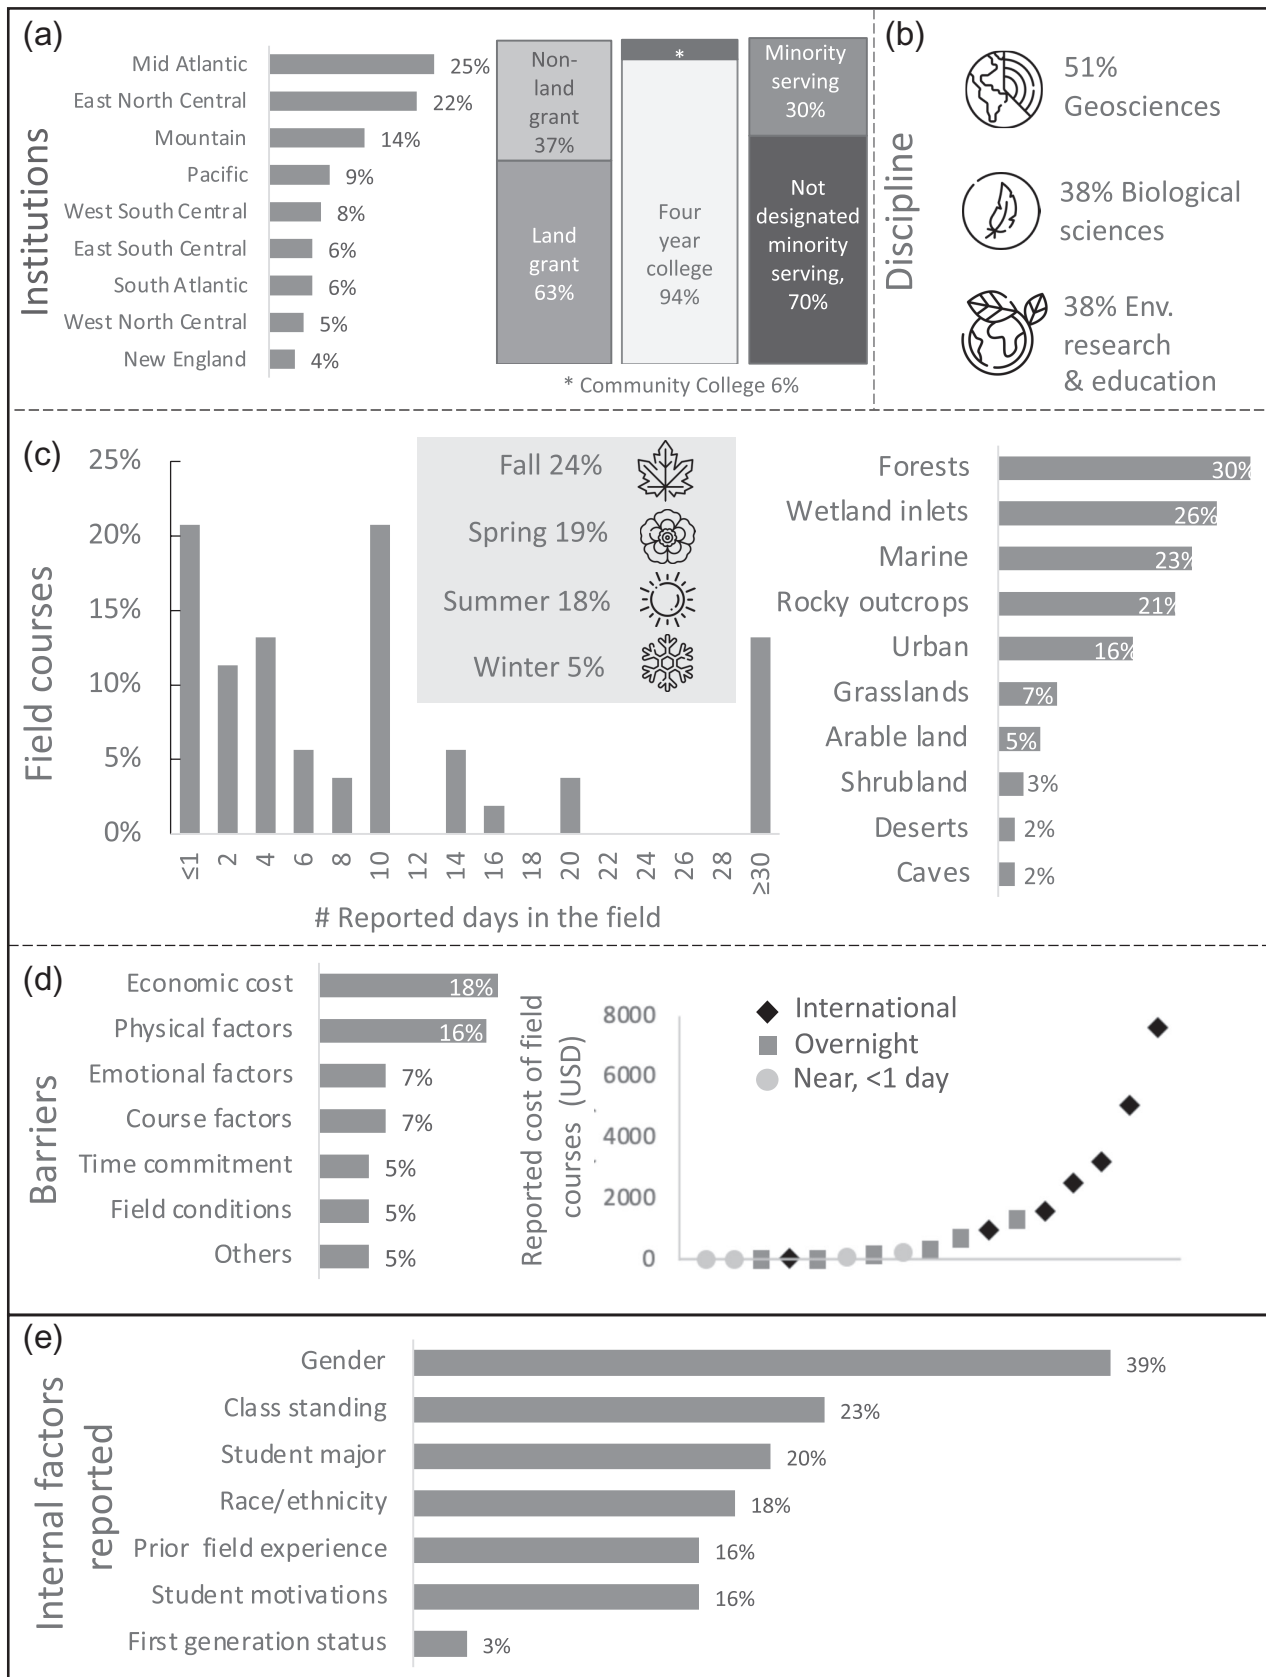 (a)
Institutions
Mid Atlantic 25%
East North Central 22%
Mountain 14%
Pacific 9%
West South Central 8%
East South Central 6%
South Atlantic 6%
West North Central 5%
New England 4%
Non-
land
grant
37%
Land
grant
63%
*
Four
year
college
94%
Minority
serving
30%
Not
designated
minority
serving,
70%
* Community College 6%
(b)
Discipline
51%
Geosciences
38% Biological
sciences
38% Env.
research
& education
(c)
Field courses
25%
20%
15%
10%
5%
0%
≤1 2 4 6 8 10 12 14 16 18 20 22 24 26 28 ≥30
# Reported days in the field
Fall 24%
Spring 19%
Summer 18%
Winter 5%
Forests 30%
Wetland inlets 26%
Marine 23%
Rocky outcrops 21%
Urban 16%
Grasslands 7%
Arable land 5%
Shrubland 3%
Deserts 2%
Caves 2%
(d)
Barriers
Economic cost 18%
Physical factors 16%
Emotional factors 7%
Course factors 7%
Time commitment 5%
Field conditions 5%
Others 5%
Reported cost of field
courses (USD)
8000
6000
4000
2000
0
International
Overnight
Near, <1 day
(e)
Internal factors
reported
Gender 39%
Class standing 23%
Student major 20%
Race/ethnicity 18%
Prior field experience 16%
Student motivations 16%
First generation status 3%